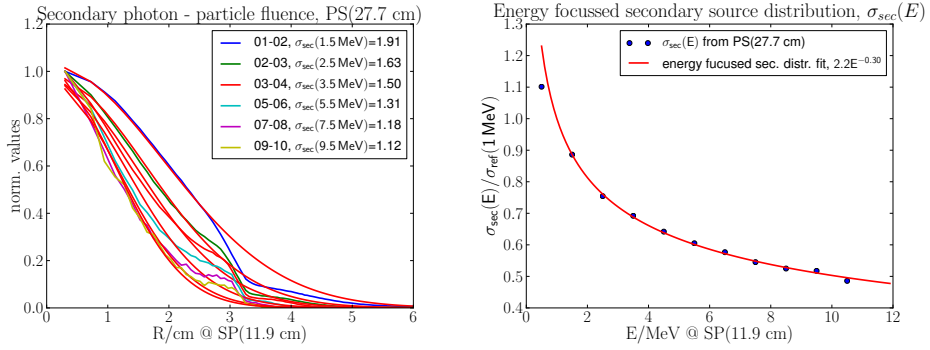 Secondary photon - particle fluence, PS(27.7 cm)
norm. values
1.4
1.2
1.0
0.8
0.6
0.4
0.2
0.0
01-02, σsec(1.5 MeV)=1.91
02-03, σsec(2.5 MeV)=1.63
03-04, σsec(3.5 MeV)=1.50
05-06, σsec(5.5 MeV)=1.31
07-08, σsec(7.5 MeV)=1.18
09-10, σsec(9.5 MeV)=1.12
0 1 2 3 4 5 6
R/cm @ SP(11.9 cm)
Energy focussed secondary source distribution, σsec(E)
σsec(E)/σref(1 MeV)
1.3
1.2
1.1
1.0
0.9
0.8
0.7
0.6
0.5
0.4
σsec(E) from PS(27.7 cm)
energy fucused sec. distr. fit, 2.2E^−0.30
0 2 4 6 8 10 12
E/MeV @ SP(11.9 cm)